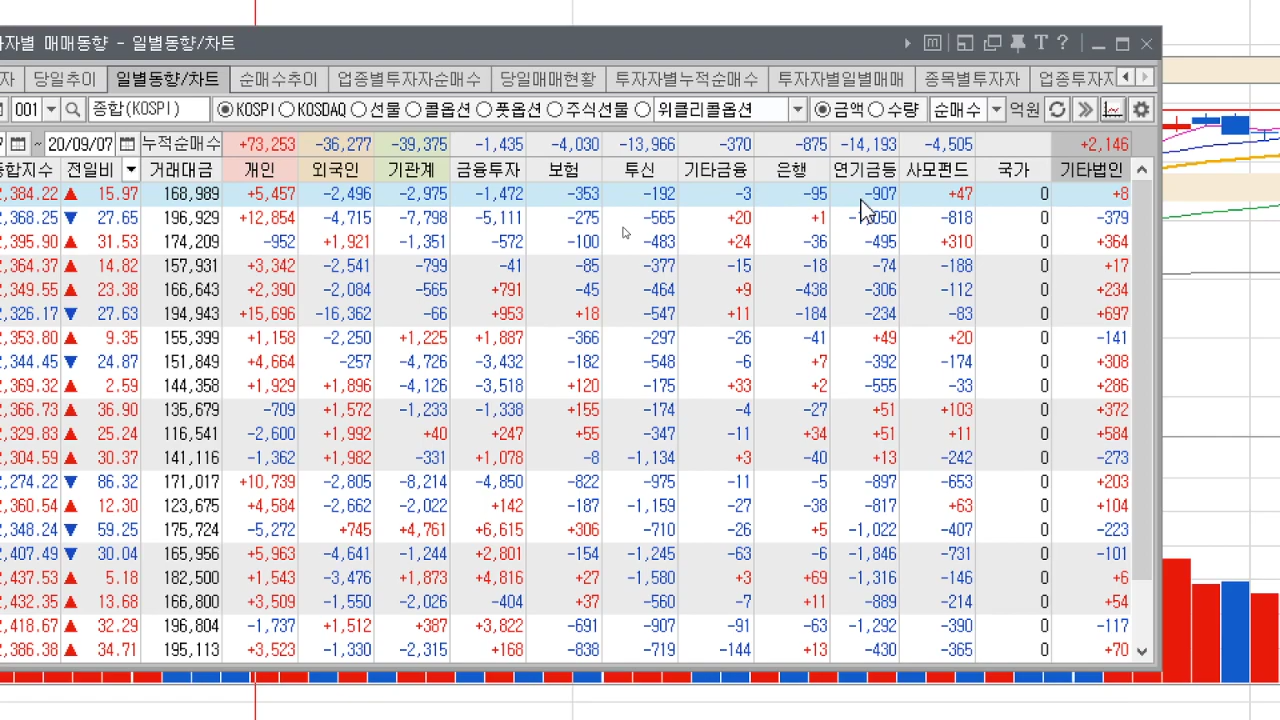 자별 매매동향 - 일별동향/차트
자 당일추이 일별동향/차트 순매수추이 업종별투자자순매수 당일매매현황 투자자별누적순매수 투자자별일별매매 종목별투자자 업종투자자
001 종합(KOSPI) KOSPI KOSDAQ 선물 콜옵션 풋옵션 주식선물 위클리콜옵션 금액 수량 순매수 억원
~ 20/09/07 누적순매수 +73,253 -36,277 -39,375 -1,435 -4,030 -13,966 -370 -875 -14,193 -4,505 +2,146
합지수 전일비 거래대금 개인 외국인 기관계 금융투자 보험 투신 기타금융 은행 연기금등 사모펀드 국가 기타법인
2,384.22 ▲ 15.97 168,989 +5,457 -2,496 -2,975 -1,472 -353 -192 -3 -95 -907 +47 0 +8
2,368.25 ▼ 27.65 196,929 +12,854 -4,715 -7,798 -5,111 -275 -565 +20 +1 -818 0 -379
2,395.90 ▲ 31.53 174,209 -952 +1,921 -1,351 -572 -100 -483 +24 -36 -495 +310 0 +364
2,364.37 ▲ 14.82 157,931 +3,342 -2,541 -799 -41 -85 -377 -15 -18 -74 -188 0 +17
2,349.55 ▲ 23.38 166,643 +2,390 -2,084 -565 +791 -45 -464 +9 -438 -306 -112 0 +234
2,326.17 ▼ 27.63 194,943 +15,696 -16,362 -66 +953 +18 -547 +11 -184 -234 -83 0 +697
2,353.80 ▲ 9.35 155,399 +1,158 -2,250 +1,225 +1,887 -366 -297 -26 -41 +49 +20 0 -141
2,344.45 ▼ 24.87 151,849 +4,664 -257 -4,726 -3,432 -182 -548 -6 +7 -392 -174 0 +308
2,369.32 ▲ 2.59 144,358 +1,929 +1,896 -4,126 -3,518 +120 -175 +33 +2 -555 -33 0 +286
2,366.73 ▲ 36.90 135,679 -709 +1,572 -1,233 -1,338 +155 -174 -4 -27 +51 +103 0 +372
2,329.83 ▲ 25.24 116,541 -2,600 +1,992 +40 +247 +55 -347 -11 +34 +51 +11 0 +584
2,304.59 ▲ 30.37 141,116 -1,362 +1,982 -331 +1,078 -8 -1,134 +3 -40 +13 -242 0 -273
2,274.22 ▼ 86.32 171,017 +10,739 -2,805 -8,214 -4,850 -822 -975 -11 -5 -897 -653 0 +203
2,360.54 ▲ 12.30 123,675 +4,584 -2,662 -2,022 +142 -187 -1,159 -27 -38 -817 +63 0 +104
2,348.24 ▼ 59.25 175,724 -5,272 +745 +4,761 +6,615 +306 -710 -26 +5 -1,022 -407 0 -223
2,407.49 ▼ 30.04 165,956 +5,963 -4,641 -1,244 +2,801 -154 -1,245 -63 -6 -1,846 -731 0 -101
2,437.53 ▲ 5.18 182,500 +1,543 -3,476 +1,873 +4,816 +27 -1,580 +3 +69 -1,316 -146 0 +6
2,432.35 ▲ 13.68 166,800 +3,509 -1,550 -2,026 -404 +37 -560 -7 +11 -889 -214 0 +54
2,418.67 ▲ 32.29 196,804 -1,737 +1,512 +387 +3,822 -691 -907 -91 -63 -1,292 -390 0 -117
2,386.38 ▲ 34.71 195,113 +3,523 -1,330 -2,315 +168 -838 -719 -144 +13 -430 -365 0 +70